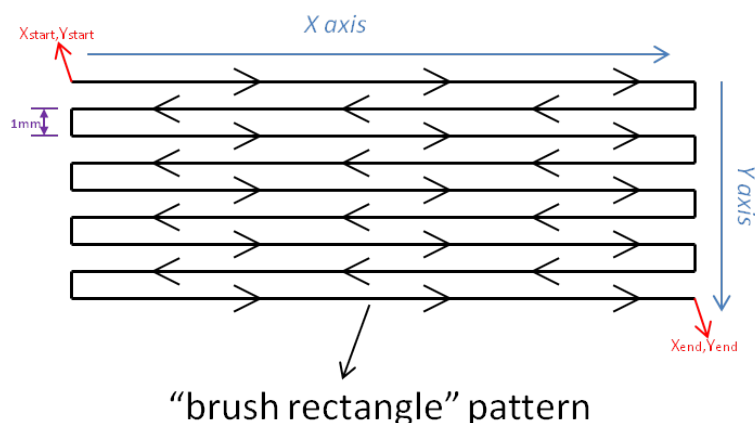 X axis
Xstart,Ystart
1mm
Y axis
Xend,Yend
“brush rectangle” pattern